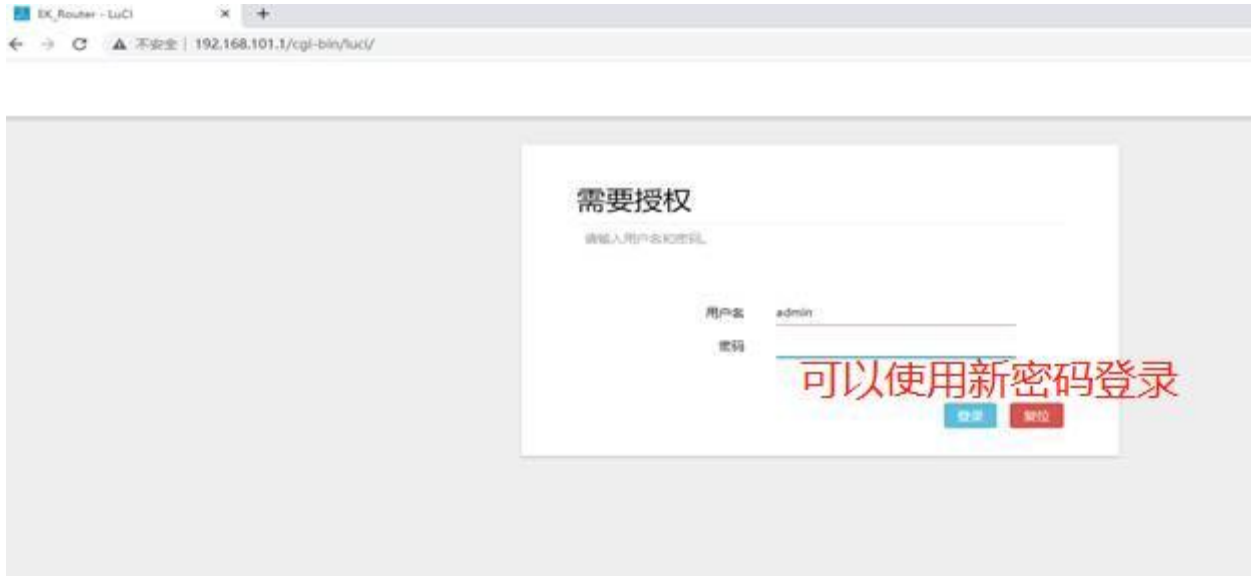 EK_Router - LuCI
不安全 | 192.168.101.1/cgi-bin/luci/
需要授权
请输入用户名和密码。
用户名 admin
密码
可以使用新密码登录
登录 复位